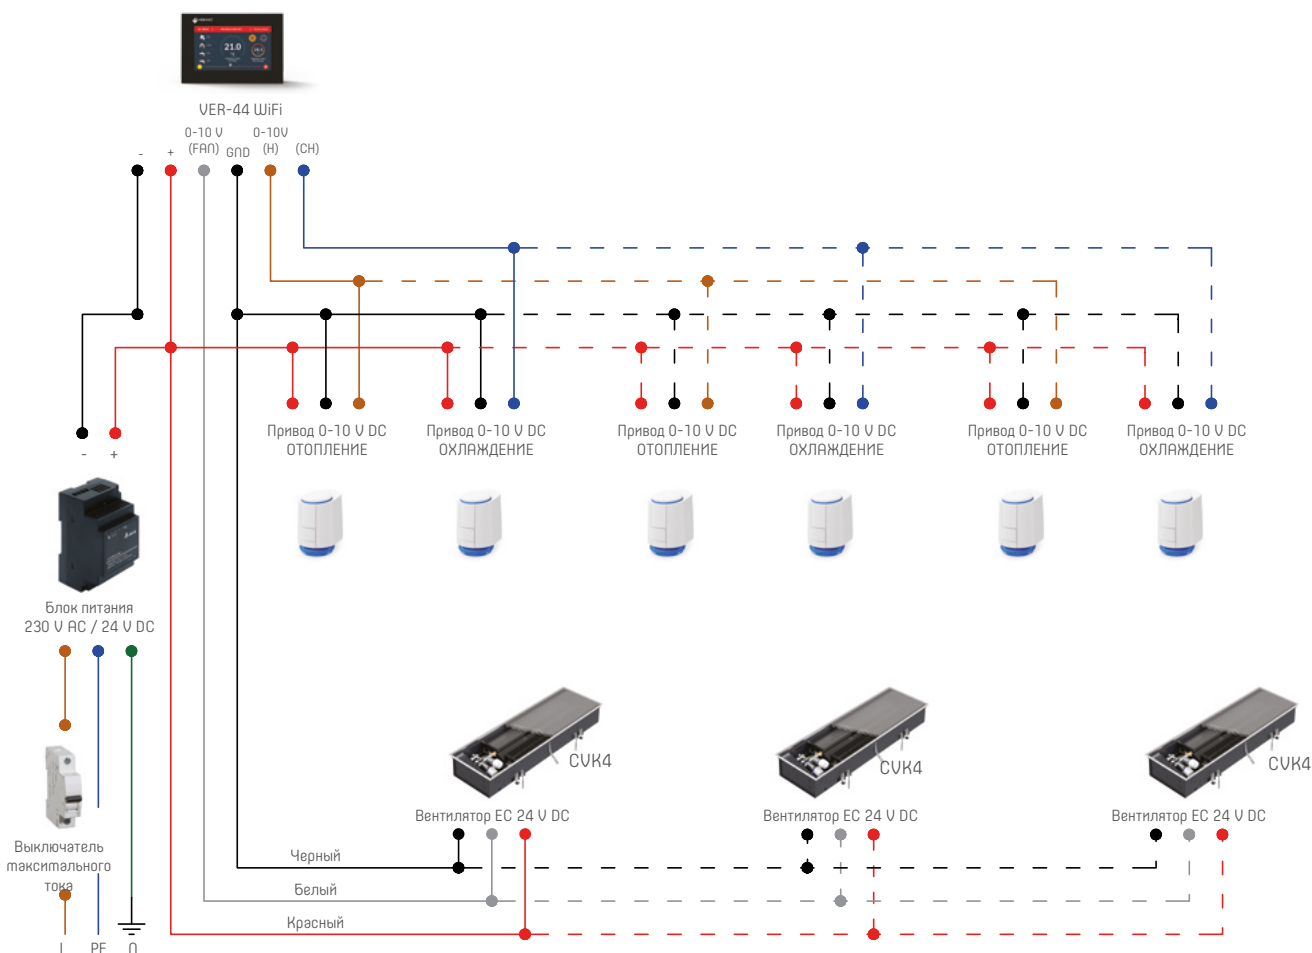 21.0
VER-44 WiFi
0-10 V
(FAN)
GND
0-10V
(H)
(CH)
-
+
-
+
Привод 0-10 V DC
ОТОПЛЕНИЕ
Привод 0-10 V DC
ОХЛАЖДЕНИЕ
Привод 0-10 V DC
ОТОПЛЕНИЕ
Привод 0-10 V DC
ОХЛАЖДЕНИЕ
Привод 0-10 V DC
ОТОПЛЕНИЕ
Привод 0-10 V DC
ОХЛАЖДЕНИЕ
Блок питания
230 V AC / 24 V DC
CVK4
CVK4
CVK4
Вентилятор EC 24 V DC
Вентилятор EC 24 V DC
Вентилятор EC 24 V DC
Выключатель
максимального
тока
Черный
Белый
Красный
L
PE
N